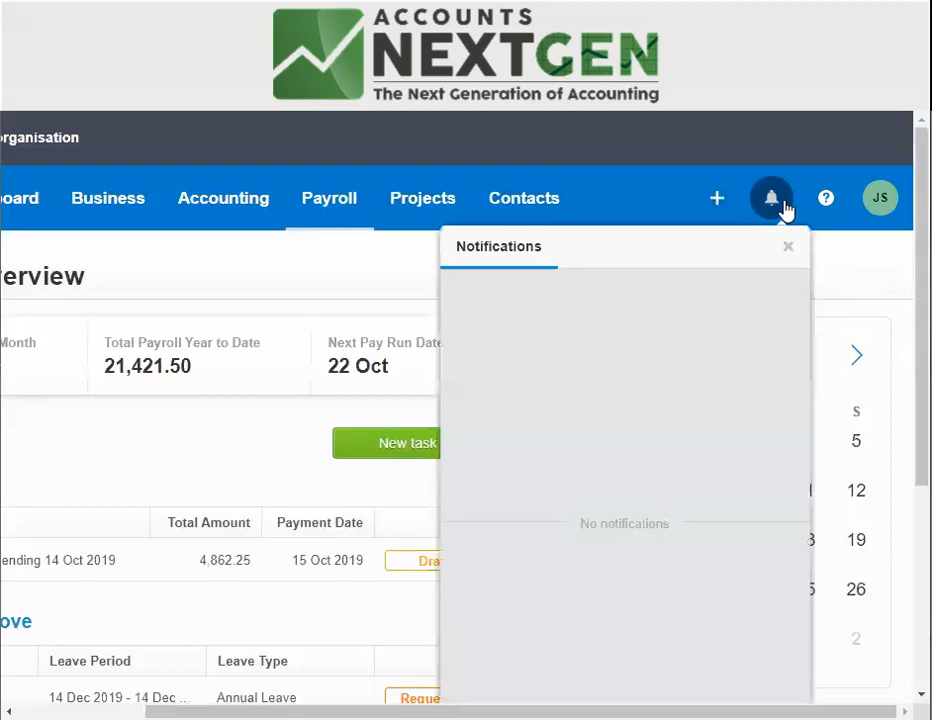 ACCOUNTS
NEXTGEN
The Next Generation of Accounting
organisation
board Business Accounting Payroll Projects Contacts + ? JS
Notifications ×
erview
Month
Total Payroll Year to Date
21,421.50
Next Pay Run Date
22 Oct
New task
S
5
12
19
26
2
No notifications
Total Amount Payment Date
ending 14 Oct 2019 4,862.25 15 Oct 2019 Dra
ove
Leave Period Leave Type
14 Dec 2019 - 14 Dec ... Annual Leave Reque